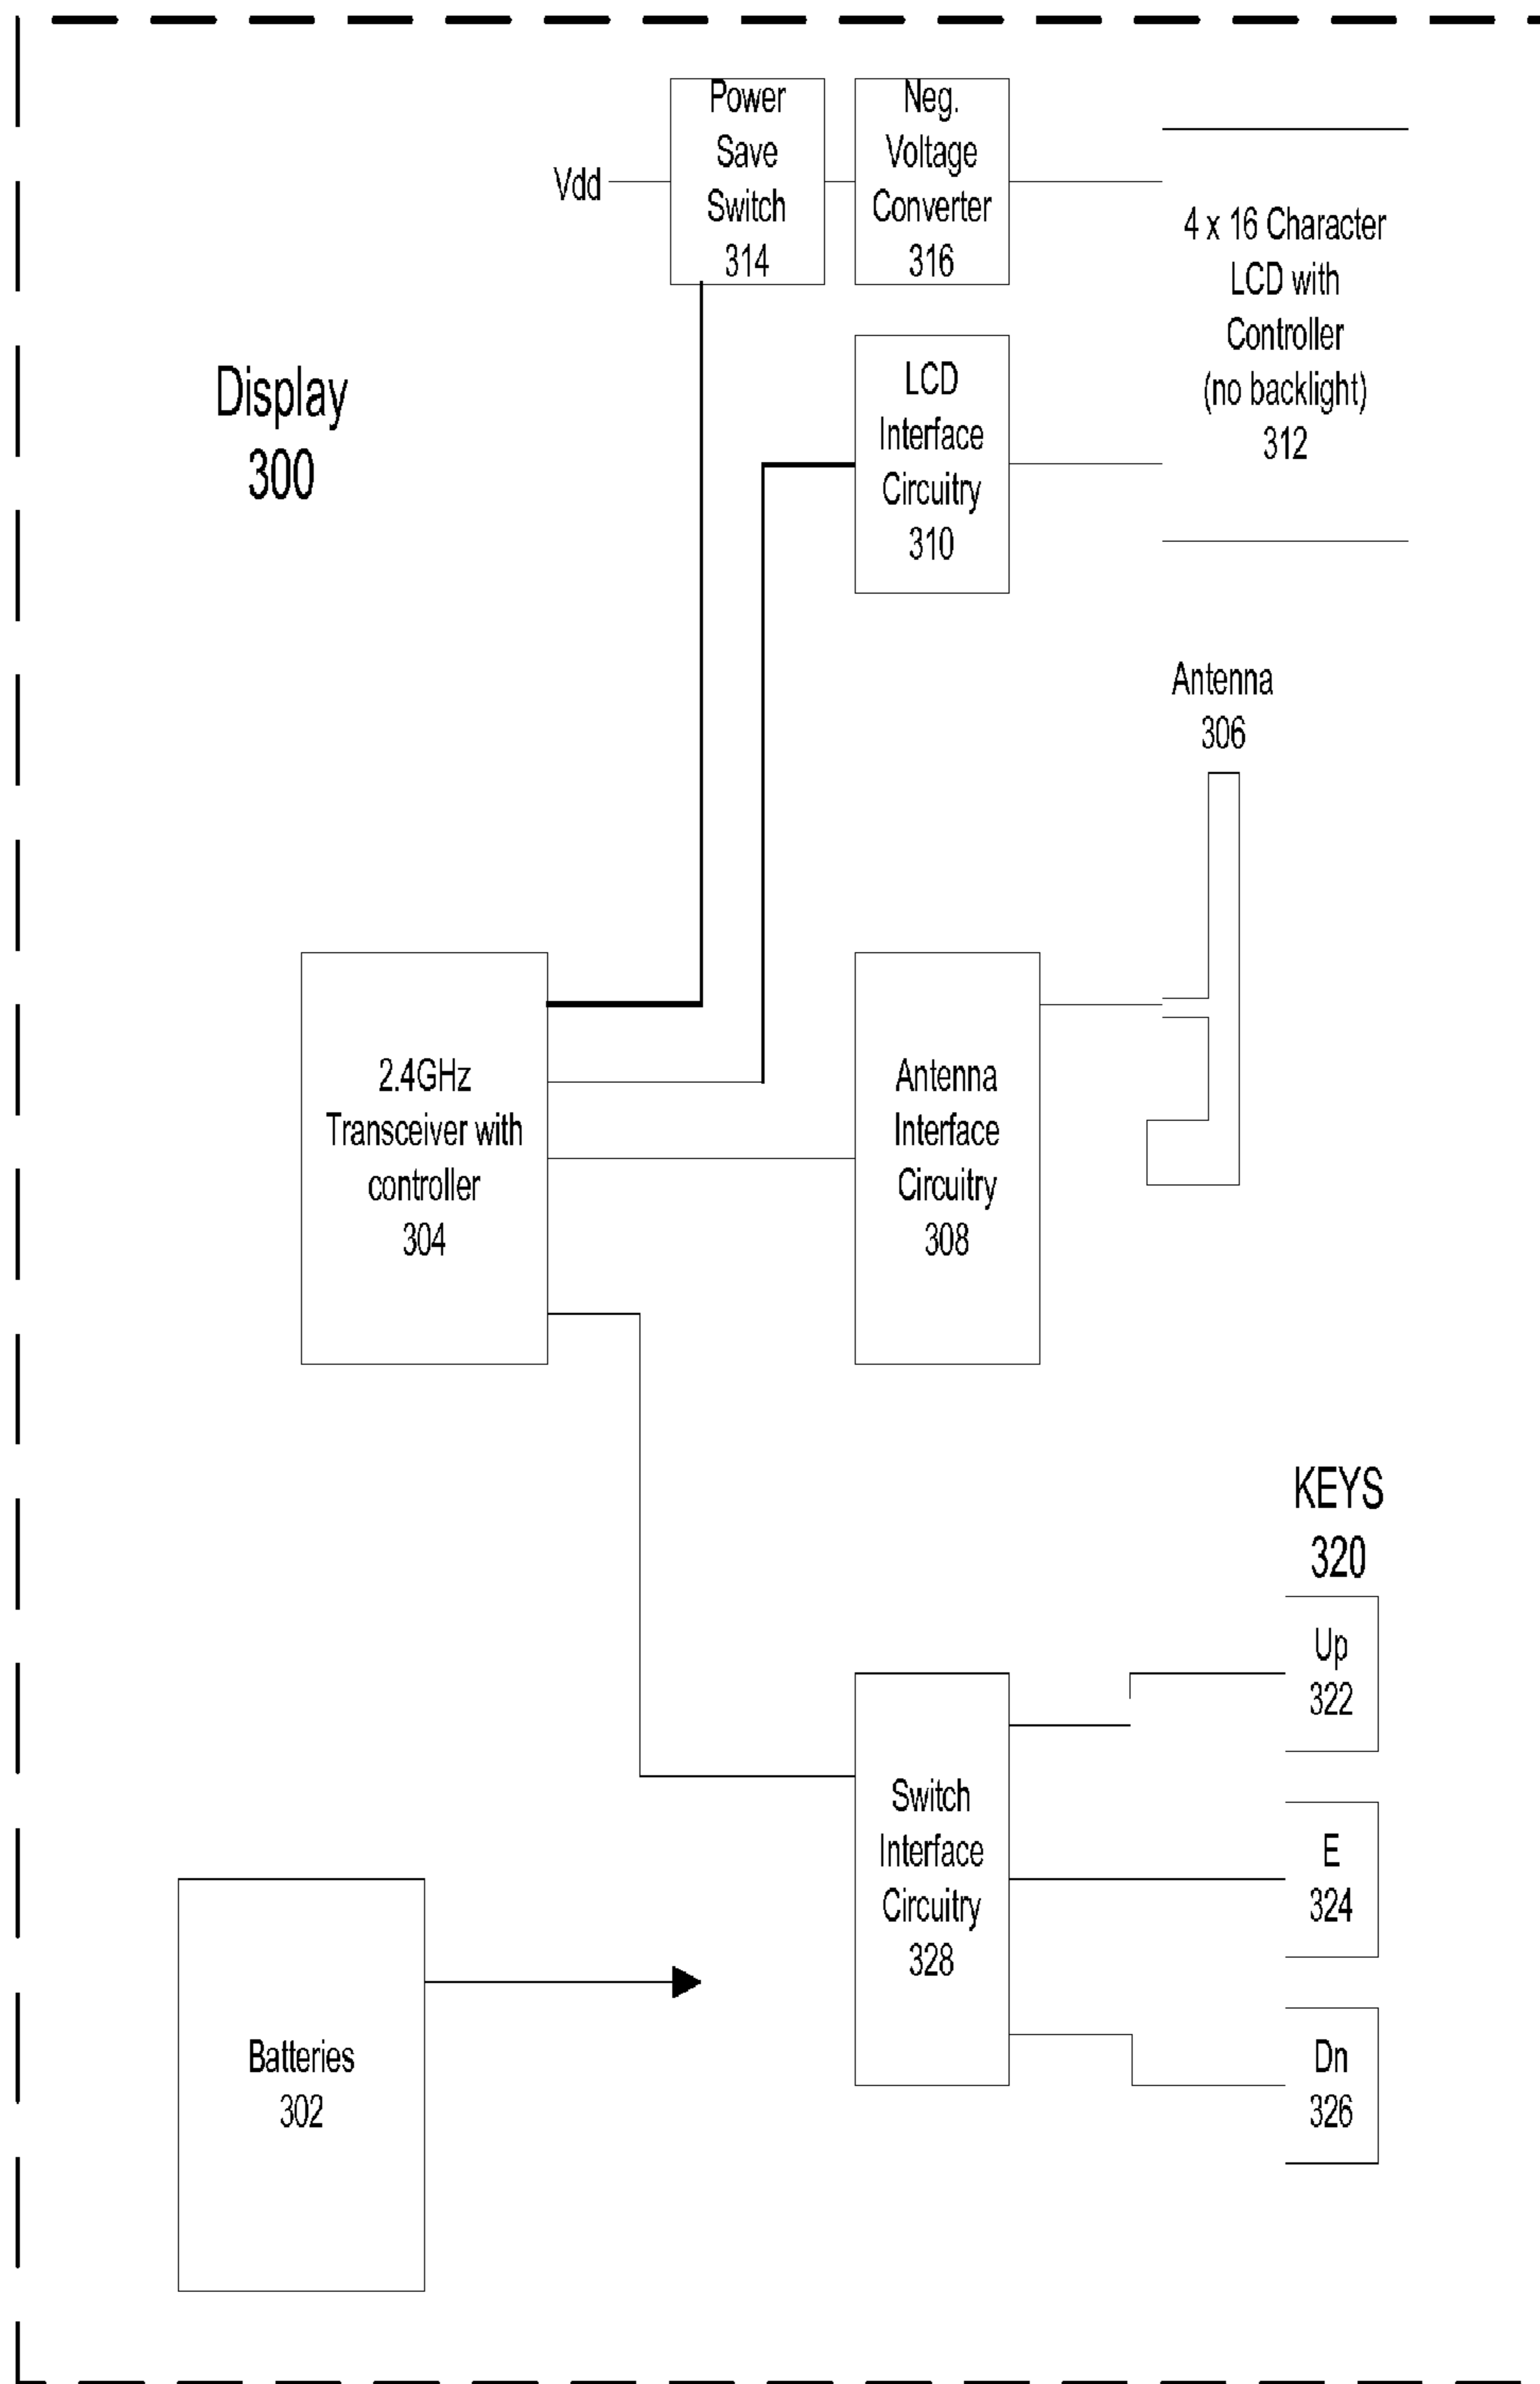 Power
Save
Switch
314
Neg.
Voltage
Converter
316
Vdd
4 x 16 Character
LCD with
Controller
(no backlight)
312
Display
300
LCD
Interface
Circuitry
310
Antenna
306
2.4GHz
Transceiver with
controller
304
Antenna
Interface
Circuitry
308
KEYS
320
Up
322
Switch
Interface
Circuitry
328
E
324
Dn
326
Batteries
302